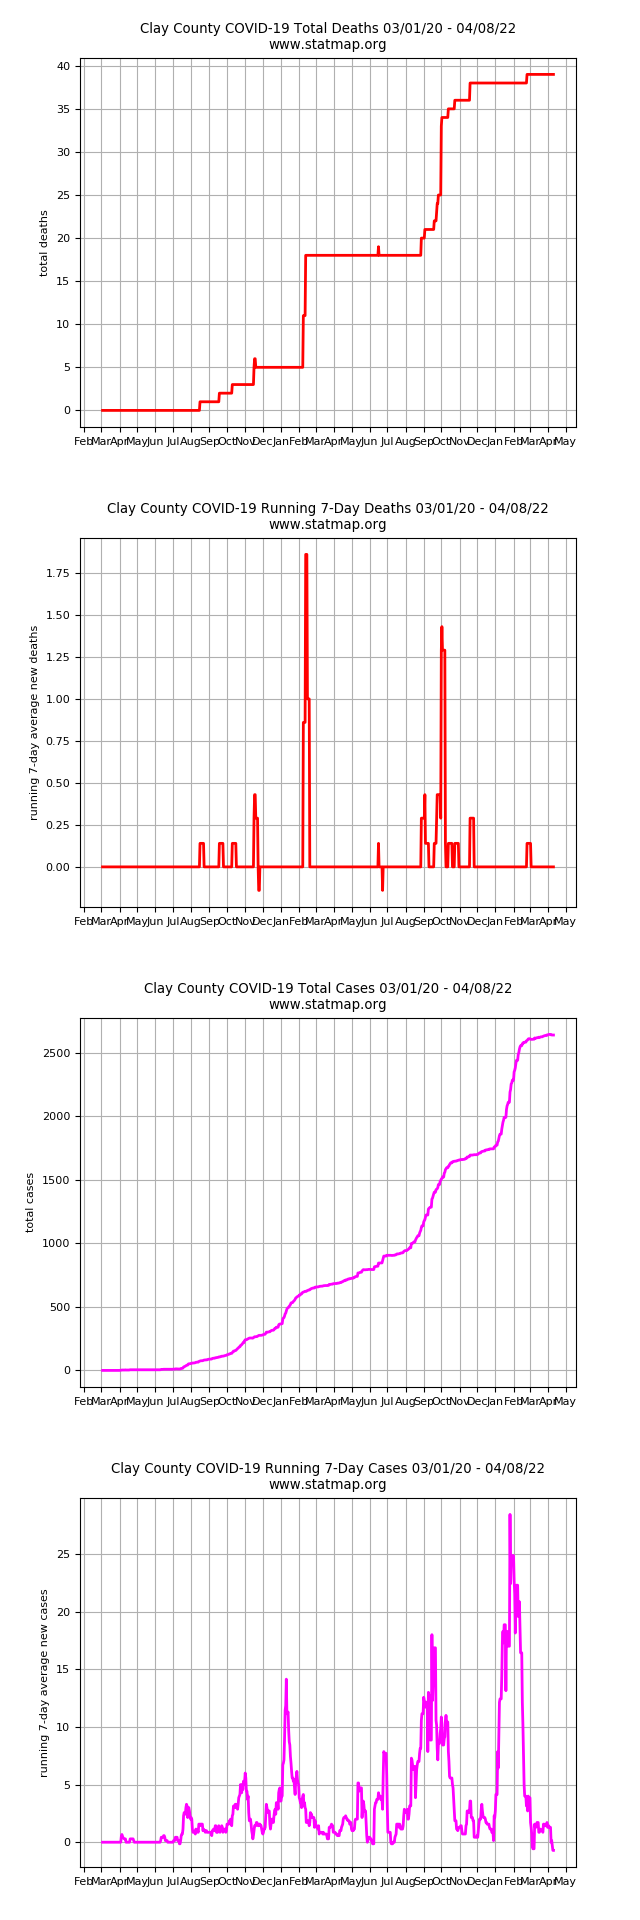 Clay County COVID-19 Total Deaths 03/01/20 - 04/08/22
www.statmap.org
40
35
30
25
20
15
10
5
0
total deaths
Feb Mar Apr May Jun Jul Aug Sep Oct Nov Dec Jan Feb Mar Apr May Jun Jul Aug Sep Oct Nov Dec Jan Feb Mar Apr May
Clay County COVID-19 Running 7-Day Deaths 03/01/20 - 04/08/22
www.statmap.org
1.75
1.50
1.25
1.00
0.75
0.50
0.25
0.00
running 7-day average new deaths
Feb Mar Apr May Jun Jul Aug Sep Oct Nov Dec Jan Feb Mar Apr May Jun Jul Aug Sep Oct Nov Dec Jan Feb Mar Apr May
Clay County COVID-19 Total Cases 03/01/20 - 04/08/22
www.statmap.org
2500
2000
1500
1000
500
0
total cases
Feb Mar Apr May Jun Jul Aug Sep Oct Nov Dec Jan Feb Mar Apr May Jun Jul Aug Sep Oct Nov Dec Jan Feb Mar Apr May
Clay County COVID-19 Running 7-Day Cases 03/01/20 - 04/08/22
www.statmap.org
25
20
15
10
5
0
running 7-day average new cases
Feb Mar Apr May Jun Jul Aug Sep Oct Nov Dec Jan Feb Mar Apr May Jun Jul Aug Sep Oct Nov Dec Jan Feb Mar Apr May